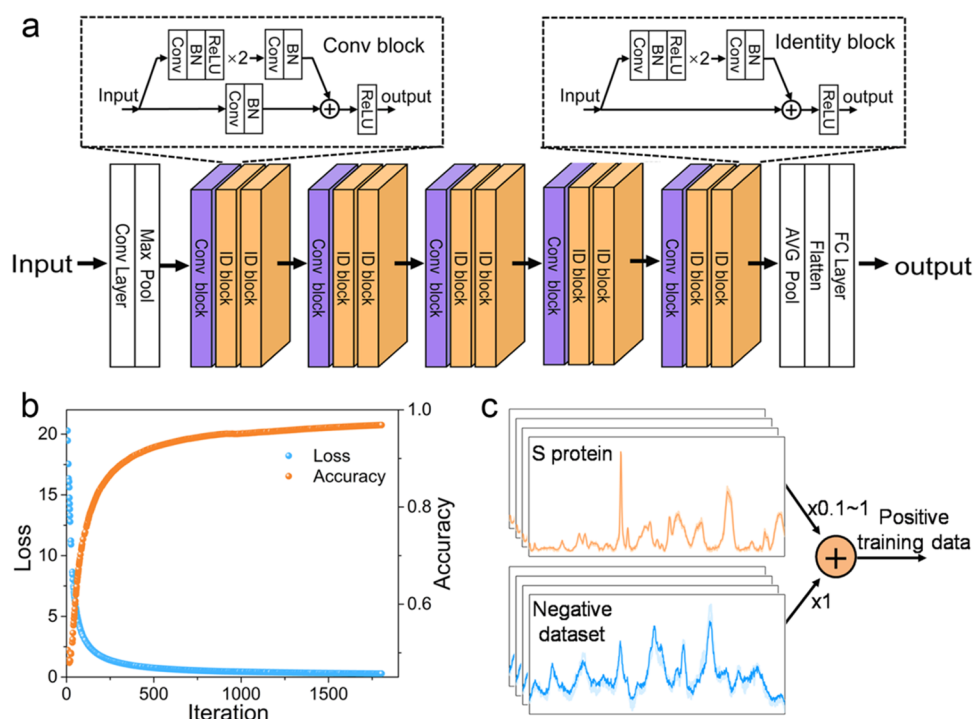 a
Conv BN ReLU ×2 Conv BN Conv block
Input Conv BN + ReLU output
Conv BN ReLU ×2 Conv BN Identity block
Input + ReLU output
Input Conv Layer Max Pool Conv block ID block ID block Conv block ID block ID block Conv block ID block ID block Conv block ID block ID block Conv block ID block ID block AVG Pool Flatten FC Layer output
b
Loss
20
15
10
5
0
Loss
Accuracy
0 500 1000 1500
Iteration
1.0
0.8
0.6
Accuracy
c
S protein
x0.1~1
Positive
training data
+
x1
Negative
dataset